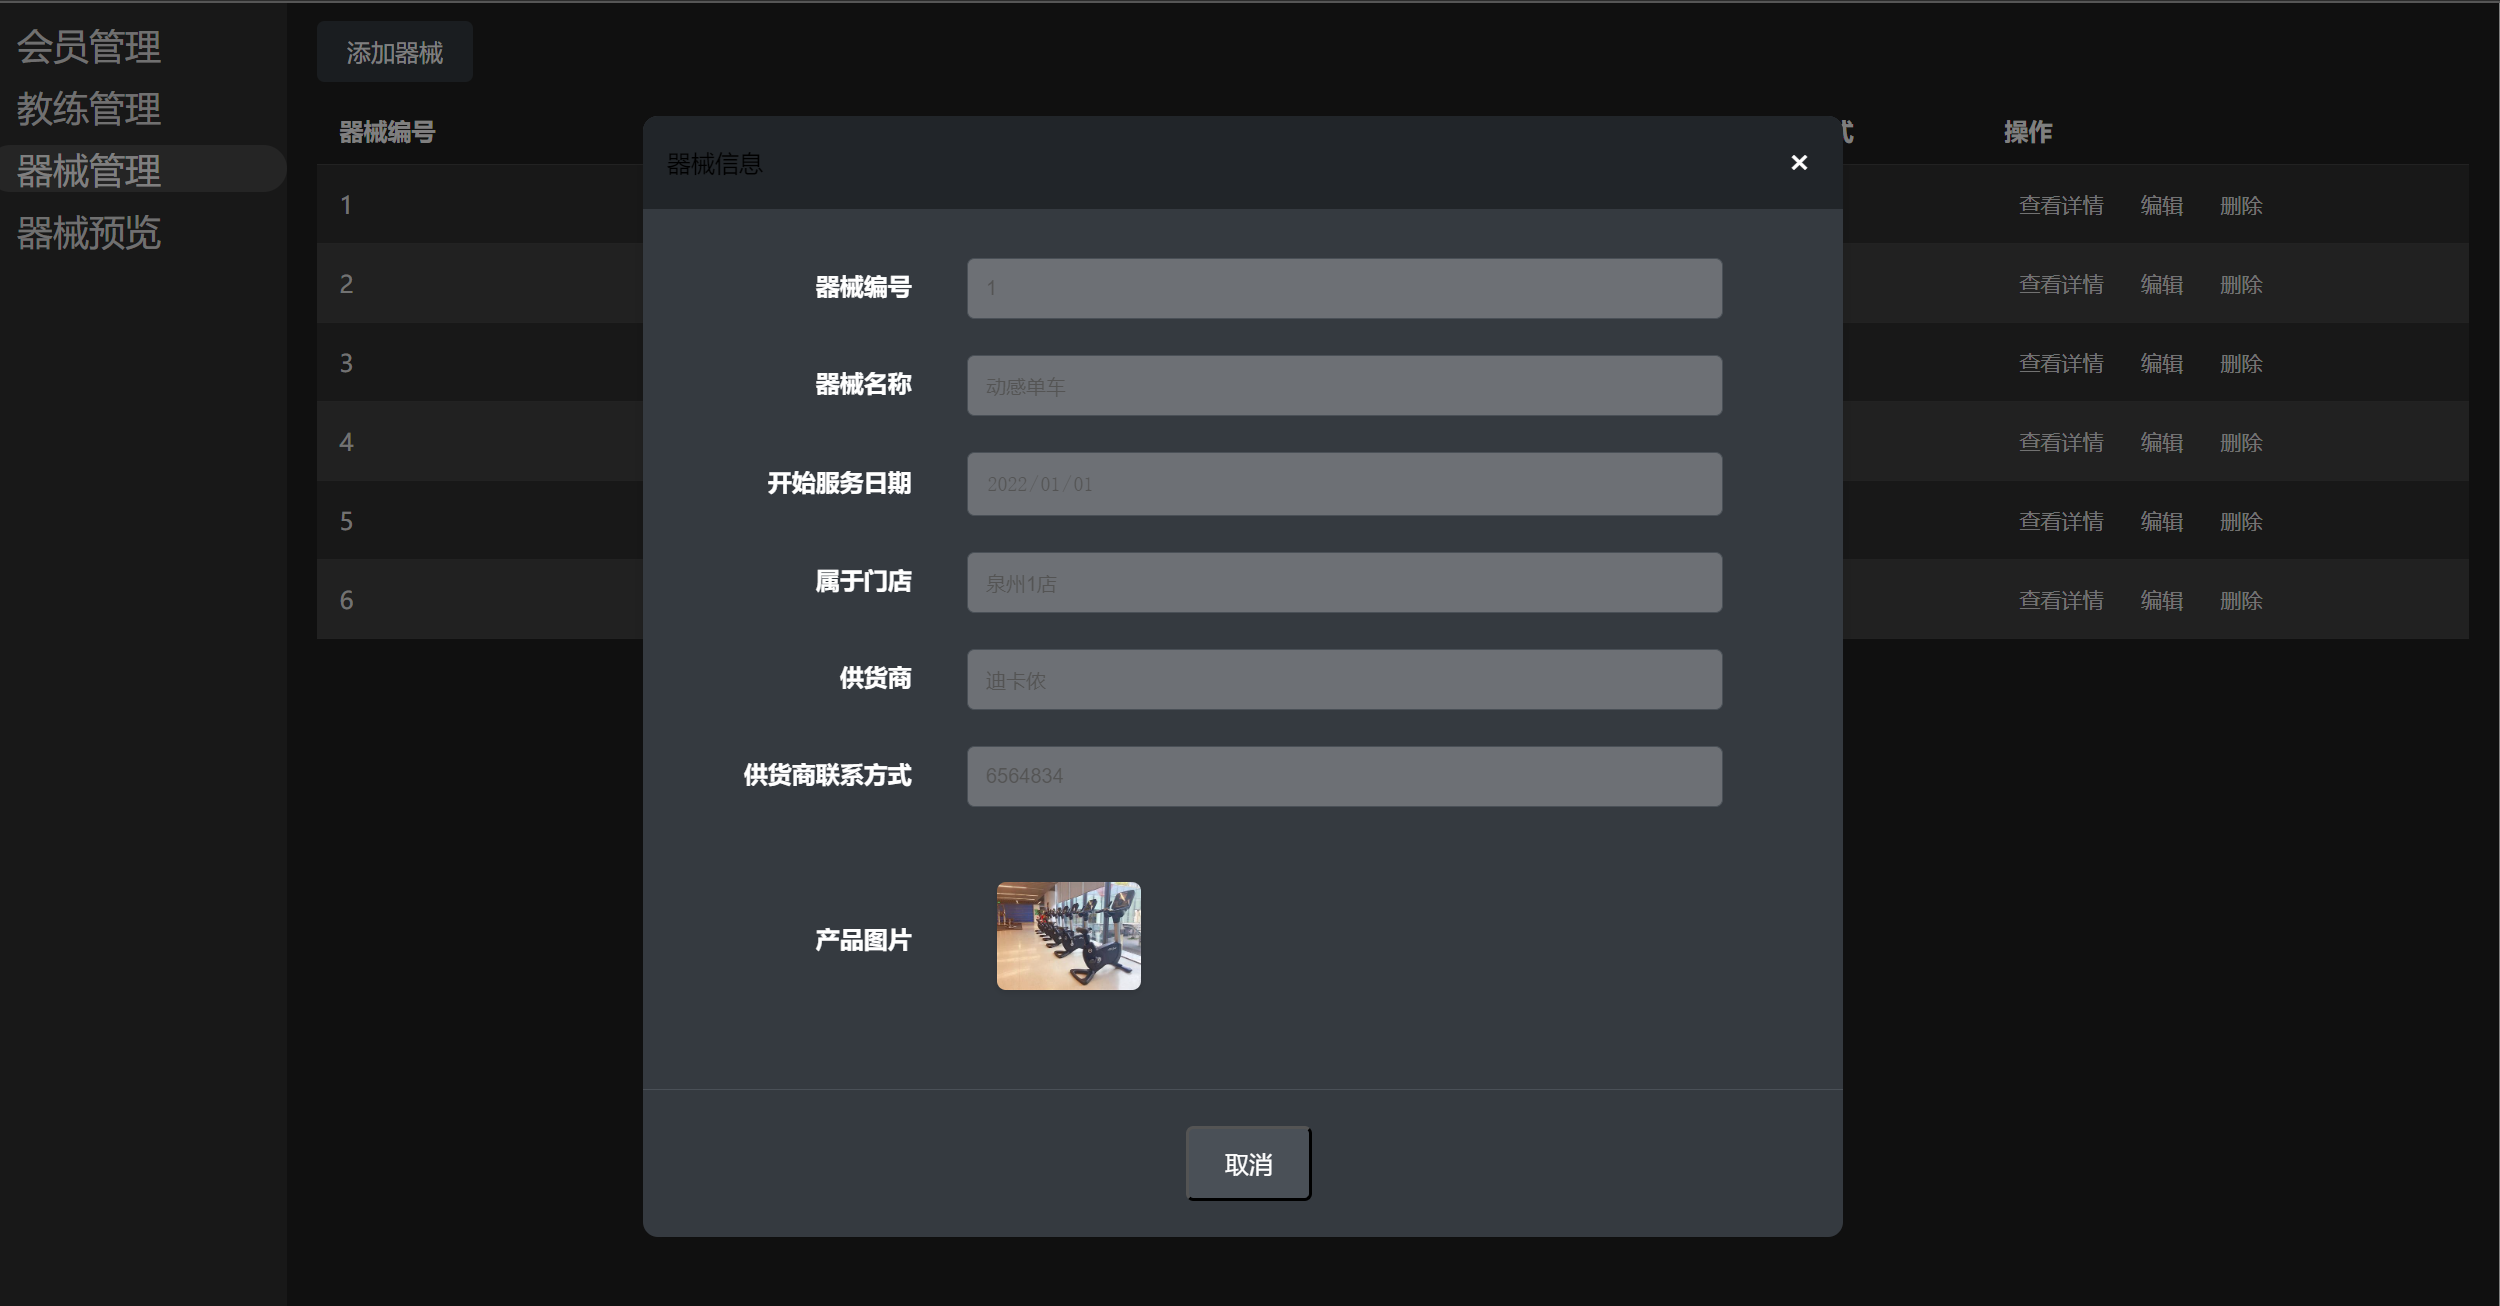 会员管理
教练管理
器械管理
器械预览
添加器械
器械编号 式 操作
1 查看详情 编辑 删除
2 查看详情 编辑 删除
3 查看详情 编辑 删除
4 查看详情 编辑 删除
5 查看详情 编辑 删除
6 查看详情 编辑 删除
器械信息 ×
器械编号 1
器械名称 动感单车
开始服务日期 2022/01/01
属于门店 泉州1店
供货商 迪卡侬
供货商联系方式 6564834
产品图片
取消